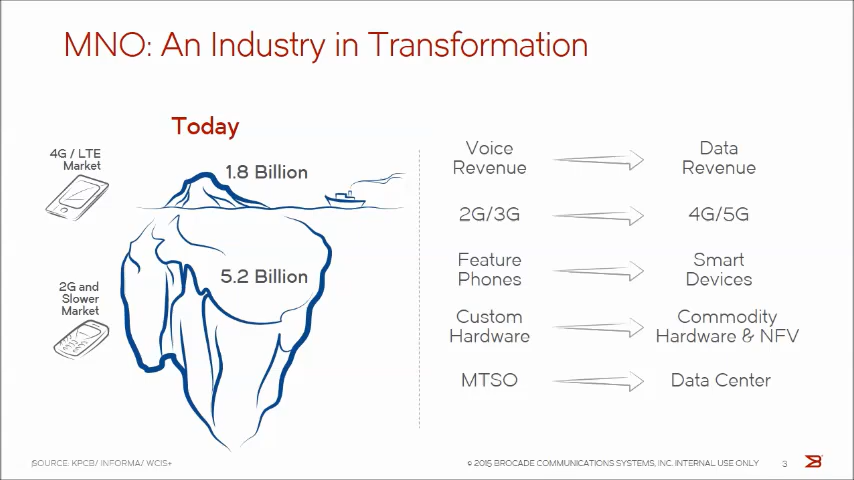 MNO: An Industry in Transformation
Today
4G / LTE
Market
1.8 Billion
2G and
Slower
Market
5.2 Billion
Voice
Revenue
Data
Revenue
2G/3G
4G/5G
Feature
Phones
Smart
Devices
Custom
Hardware
Commodity
Hardware & NFV
MTSO
Data Center
SOURCE: KPCB/ INFORMA/ WCIS+
© 2015 BROCADE COMMUNICATIONS SYSTEMS, INC. INTERNAL USE ONLY
3